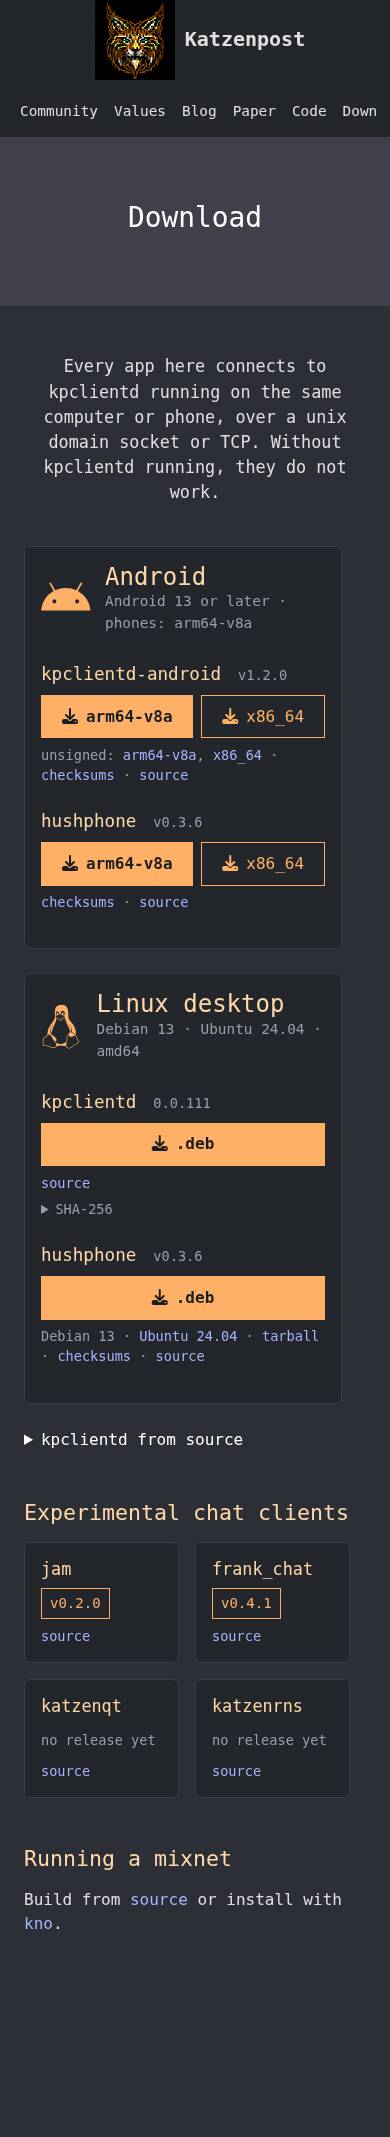 Katzenpost
Community Values Blog Paper Code Down
Download
Every app here connects to
kpclientd running on the same
computer or phone, over a unix
domain socket or TCP. Without
kpclientd running, they do not
work.
Android
Android 13 or later ·
phones: arm64-v8a
kpclientd-android v1.2.0
arm64-v8a x86_64
unsigned: arm64-v8a, x86_64 ·
checksums · source
hushphone v0.3.6
arm64-v8a x86_64
checksums · source
Linux desktop
Debian 13 · Ubuntu 24.04 ·
amd64
kpclientd 0.0.111
.deb
source
SHA-256
hushphone v0.3.6
.deb
Debian 13 · Ubuntu 24.04 · tarball
· checksums · source
kpclientd from source
Experimental chat clients
jam
v0.2.0
source
frank_chat
v0.4.1
source
katzenqt
no release yet
source
katzenrns
no release yet
source
Running a mixnet
Build from source or install with
kno.